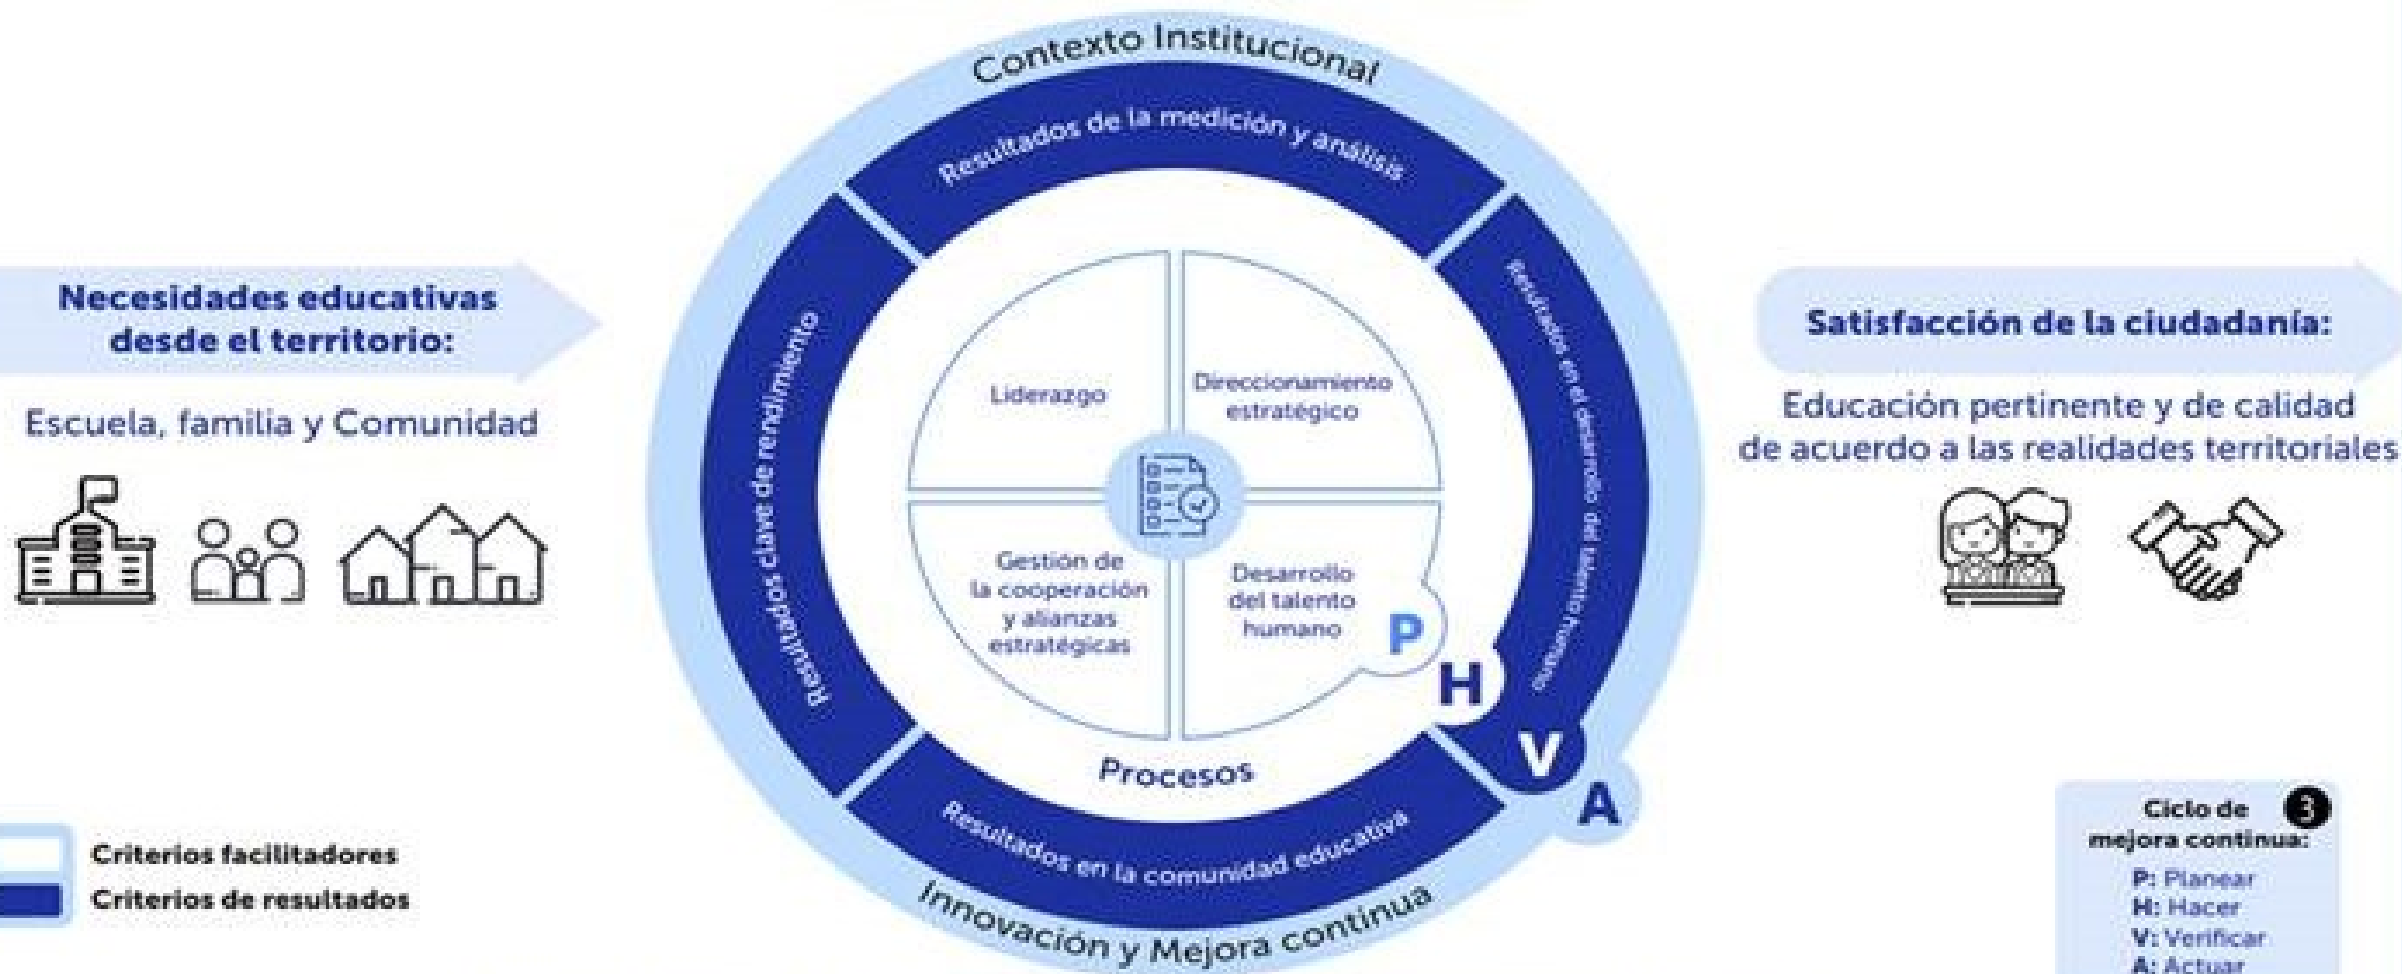 Contexto Institucional
Resultados de la medición y análisis
Necesidades educativas
desde el territorio:
Escuela, familia y Comunidad
Resultados clave de rendimiento
Liderazgo
Direccionamiento
estratégico
Gestión de
la cooperación
y alianzas
estratégicas
Desarrollo
del talento
humano
P
H
V
A
Procesos
Resultados en el desarrollo del talento humano
Resultados en la comunidad educativa
Innovación y Mejora continua
Satisfacción de la ciudadanía:
Educación pertinente y de calidad
de acuerdo a las realidades territoriales
Criterios facilitadores
Criterios de resultados
Ciclo de 3
mejora continua:
P: Planear
H: Hacer
V: Verificar
A: Actuar